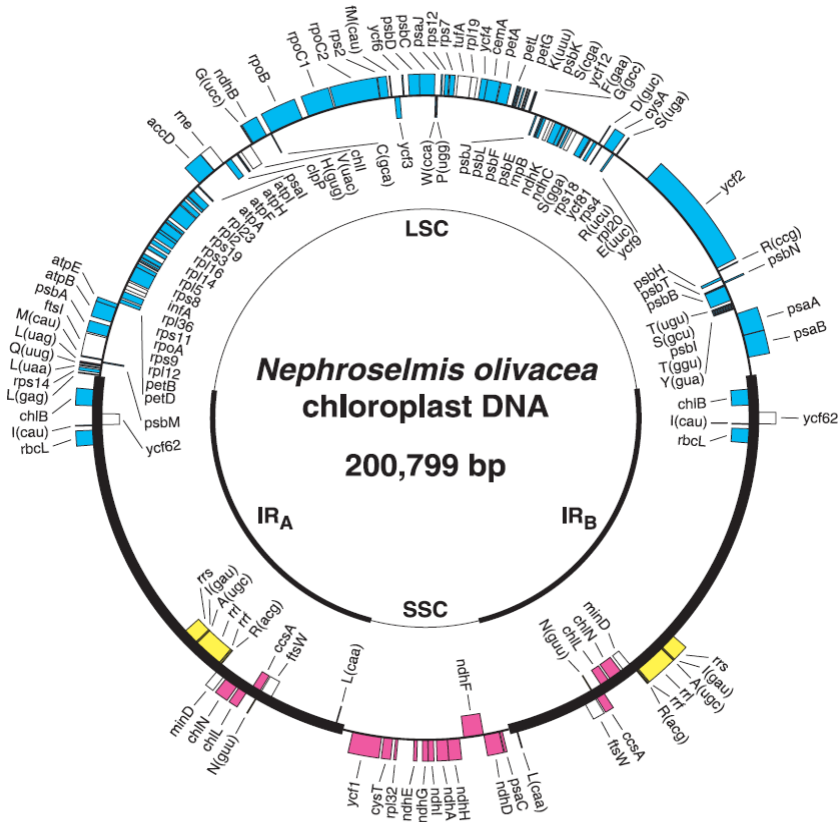 fM(cau)
ycf6
psbD
psbC
psaJ
rps12
rps7
tufA
rpl19
ycf4
cemA
petA
petL
petG
K(uuu)
psbK
S(cga)
ycf12
F(gaa)
G(gcc)
D(guc)
cysA
S(uga)
ycf2
R(ccg)
psbN
psaA
psaB
ycf62
rps2
rpoC2
rpoC1
rpoB
ndhB
G(ucc)
rne
accD
ycf3
C(gca)
chlI
V(uac)
H(gug)
clpP
psaI
atpH
atpI
atpF
atpA
rpl23
rpl2
rps19
rps3
rpl16
rpl14
rpl5
rps8
infA
rpl36
rps11
rpoA
rps9
rpl12
petB
petD
psbM
ycf62
W(cca)
P(ugg)
psbJ
psbL
psbF
psbE
rnpB
ndhK
ndhC
S(gga)
rps18
ycf81
rps4
R(ucu)
rpl20
E(uuc)
ycf9
psbH
psbT
psbB
T(ugu)
S(gcu)
psbI
T(ggu)
Y(gua)
chlB
I(cau)
rbcL
atpE
atpB
psbA
ftsI
M(cau)
L(uag)
Q(uug)
L(uaa)
rps14
L(gag)
chlB
I(cau)
rbcL
LSC
Nephroselmis olivacea
chloroplast DNA
200,799 bp
IRA
IRB
SSC
rrs
I(gau)
A(ugc)
rrl
rrf
R(acg)
ccsA
ftsW
L(caa)
minD
chlN
chlL
N(guu)
ndhF
ycf1
cysT
rpl32
ndhE
ndhG
ndhI
ndhA
ndhH
ndhD
psaC
L(caa)
minD
chlN
chlL
N(guu)
ftsW
ccsA
rrs
I(gau)
A(ugc)
rrl
rrf
R(acg)